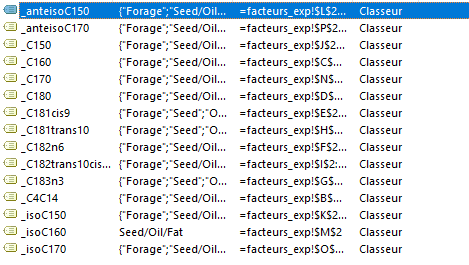 _anteisoC150 {"Forage";"Seed/Oil... =facteurs_exp!$L$2... Classeur
_anteisoC170 {"Forage";"Seed/Oil... =facteurs_exp!$P$2... Classeur
_C150 {"Forage";"Seed/Oil... =facteurs_exp!$J$2... Classeur
_C160 {"Forage";"Seed/Oil... =facteurs_exp!$C$... Classeur
_C170 {"Forage";"Seed/Oil... =facteurs_exp!$N$... Classeur
_C180 {"Forage";"Seed/Oil... =facteurs_exp!$D$... Classeur
_C181cis9 {"Forage";"Seed";"O... =facteurs_exp!$E$2... Classeur
_C181trans10 {"Forage";"Seed";"O... =facteurs_exp!$H$... Classeur
_C182n6 {"Forage";"Seed/Oil... =facteurs_exp!$F$2... Classeur
_C182trans10cis... {"Forage";"Seed/Oil... =facteurs_exp!$I$2:... Classeur
_C183n3 {"Forage";"Seed";"O... =facteurs_exp!$G$... Classeur
_C4C14 {"Forage";"Seed/Oil... =facteurs_exp!$B$... Classeur
_isoC150 {"Forage";"Seed/Oil... =facteurs_exp!$K$2... Classeur
_isoC160 Seed/Oil/Fat =facteurs_exp!$M$2 Classeur
_isoC170 {"Forage";"Seed/Oil... =facteurs_exp!$O$... Classeur